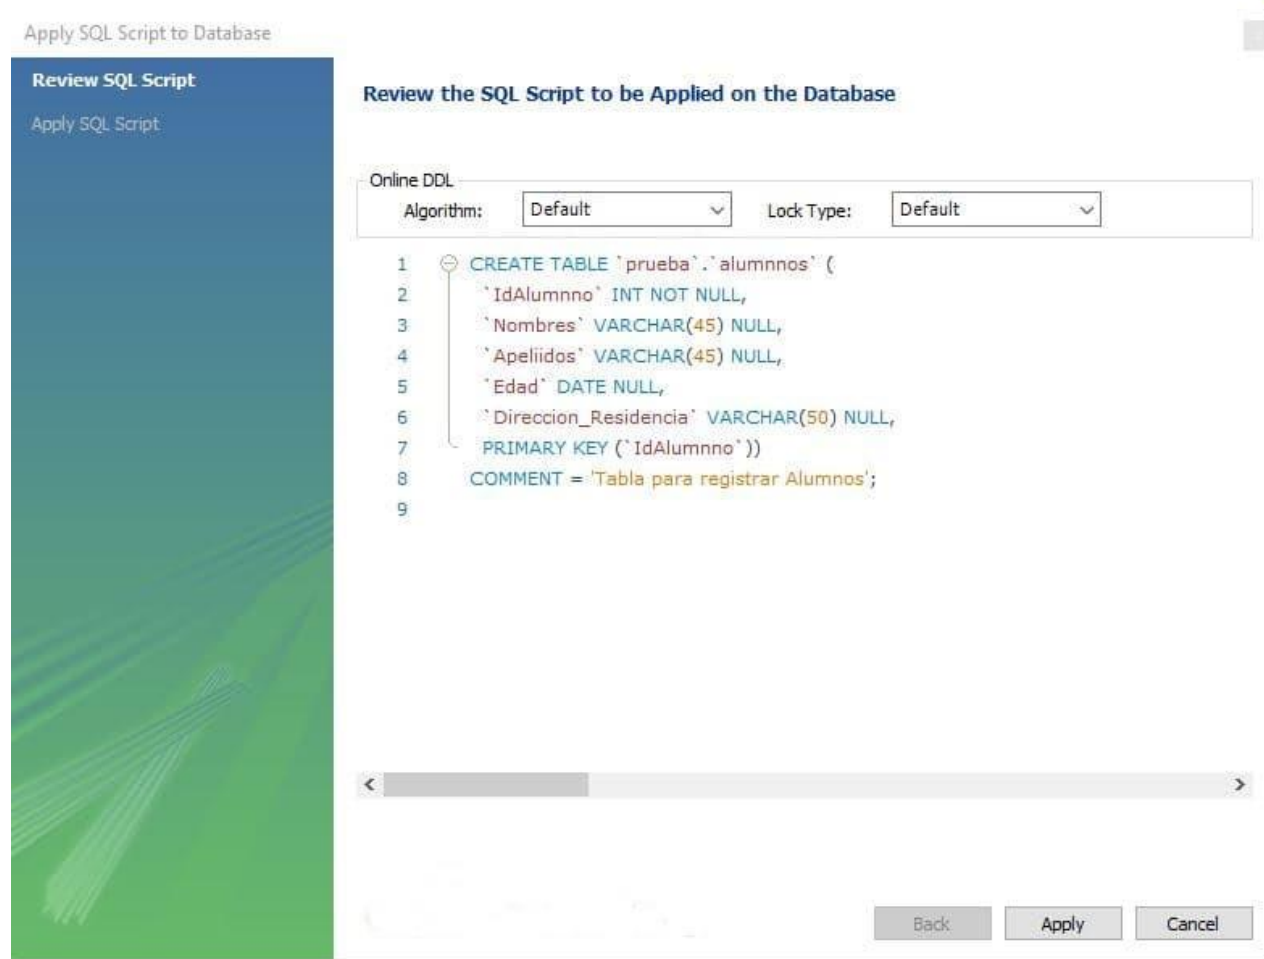 Apply SQL Script to Database
Review SQL Script
Apply SQL Script
Review the SQL Script to be Applied on the Database
Online DDL
Algorithm: Default Lock Type: Default
1 CREATE TABLE `prueba`.`alumnnos` (
2 `IdAlumnno` INT NOT NULL,
3 `Nombres` VARCHAR(45) NULL,
4 `Apeliidos` VARCHAR(45) NULL,
5 `Edad` DATE NULL,
6 `Direccion_Residencia` VARCHAR(50) NULL,
7 PRIMARY KEY (`IdAlumnno`))
8 COMMENT = 'Tabla para registrar Alumnos';
9
Back Apply Cancel